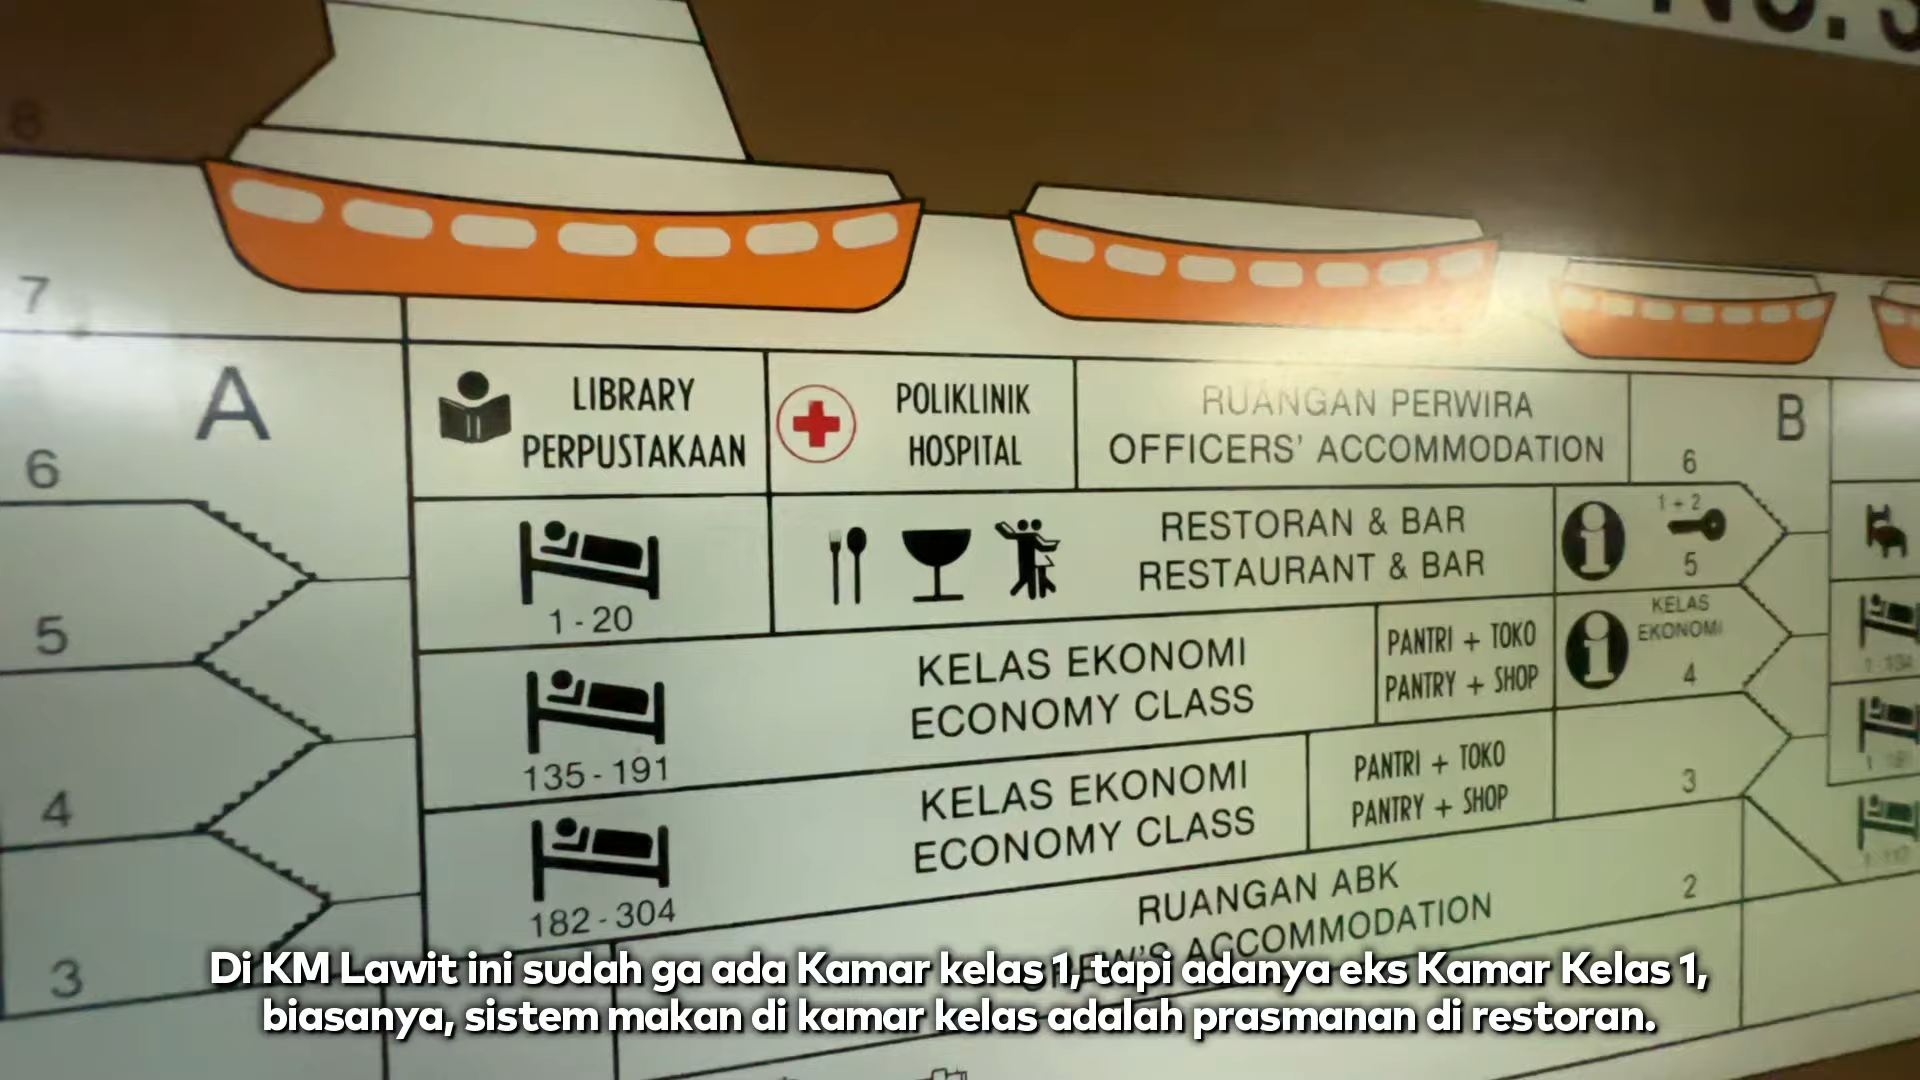 NO. 3
8
7
A
LIBRARY
PERPUSTAKAAN
POLIKLINIK
HOSPITAL
RUANGAN PERWIRA
OFFICERS' ACCOMMODATION
B
6
6
1 - 20
RESTORAN & BAR
RESTAURANT & BAR
1 + 2
5
5
135 - 191
KELAS EKONOMI
ECONOMY CLASS
PANTRI + TOKO
PANTRY + SHOP
KELAS
EKONOMI
4
4
182 - 304
KELAS EKONOMI
ECONOMY CLASS
PANTRI + TOKO
PANTRY + SHOP
3
3
RUANGAN ABK
ACCOMMODATION
2
Di KM Lawit ini sudah ga ada Kamar kelas 1, tapi adanya eks Kamar Kelas 1,
biasanya, sistem makan di kamar kelas adalah prasmanan di restoran.